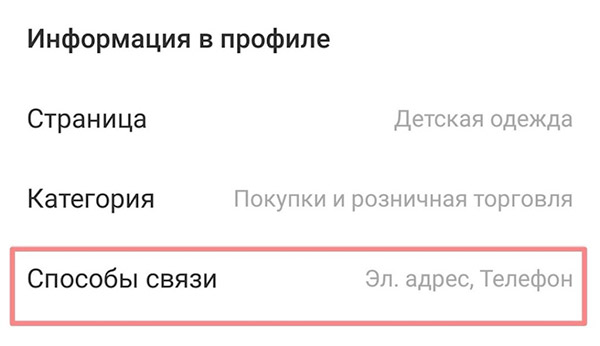 Информация в профиле
Страница Детская одежда
Категория Покупки и розничная торговля
Способы связи Эл. адрес, Телефон